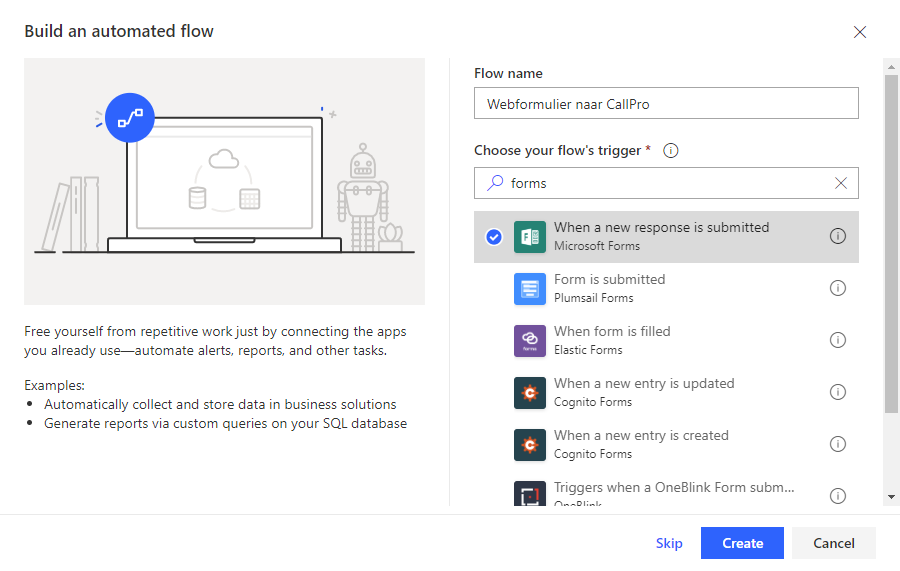 Build an automated flow
Free yourself from repetitive work just by connecting the apps
you already use—automate alerts, reports, and other tasks.
Examples:
• Automatically collect and store data in business solutions
• Generate reports via custom queries on your SQL database
Flow name
Webformulier naar CallPro
Choose your flow's trigger *
forms
When a new response is submitted
Microsoft Forms
Form is submitted
Plumsail Forms
When form is filled
Elastic Forms
When a new entry is updated
Cognito Forms
When a new entry is created
Cognito Forms
Triggers when a OneBlink Form subm...
OneBlink
Skip
Create
Cancel